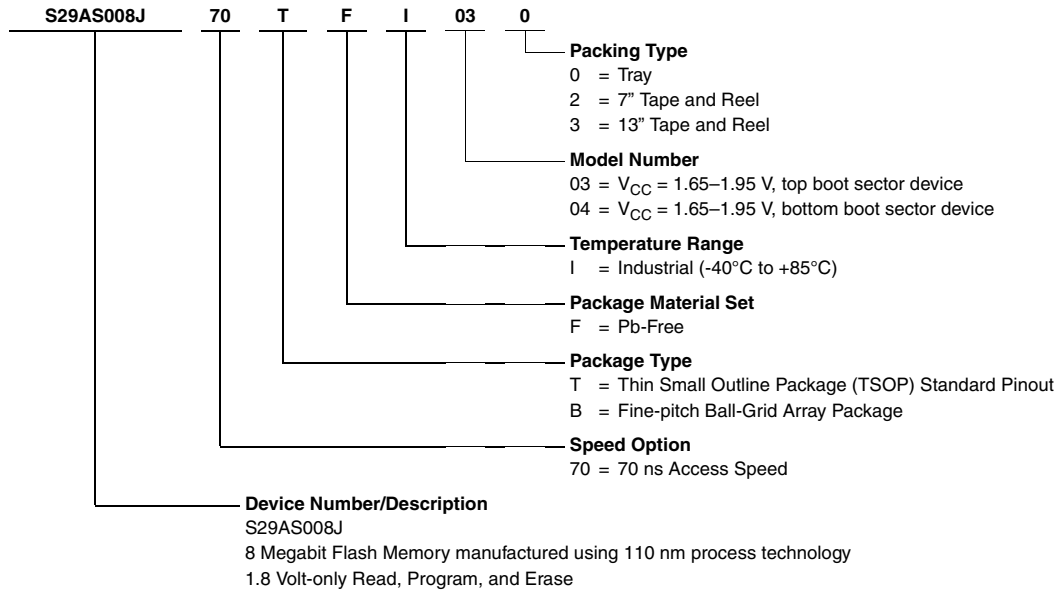 S29AS008J 70 T F I 03 0
Packing Type
0 = Tray
2 = 7” Tape and Reel
3 = 13” Tape and Reel
Model Number
03 = VCC = 1.65–1.95 V, top boot sector device
04 = VCC = 1.65–1.95 V, bottom boot sector device
Temperature Range
I = Industrial (-40°C to +85°C)
Package Material Set
F = Pb-Free
Package Type
T = Thin Small Outline Package (TSOP) Standard Pinout
B = Fine-pitch Ball-Grid Array Package
Speed Option
70 = 70 ns Access Speed
Device Number/Description
S29AS008J
8 Megabit Flash Memory manufactured using 110 nm process technology
1.8 Volt-only Read, Program, and Erase